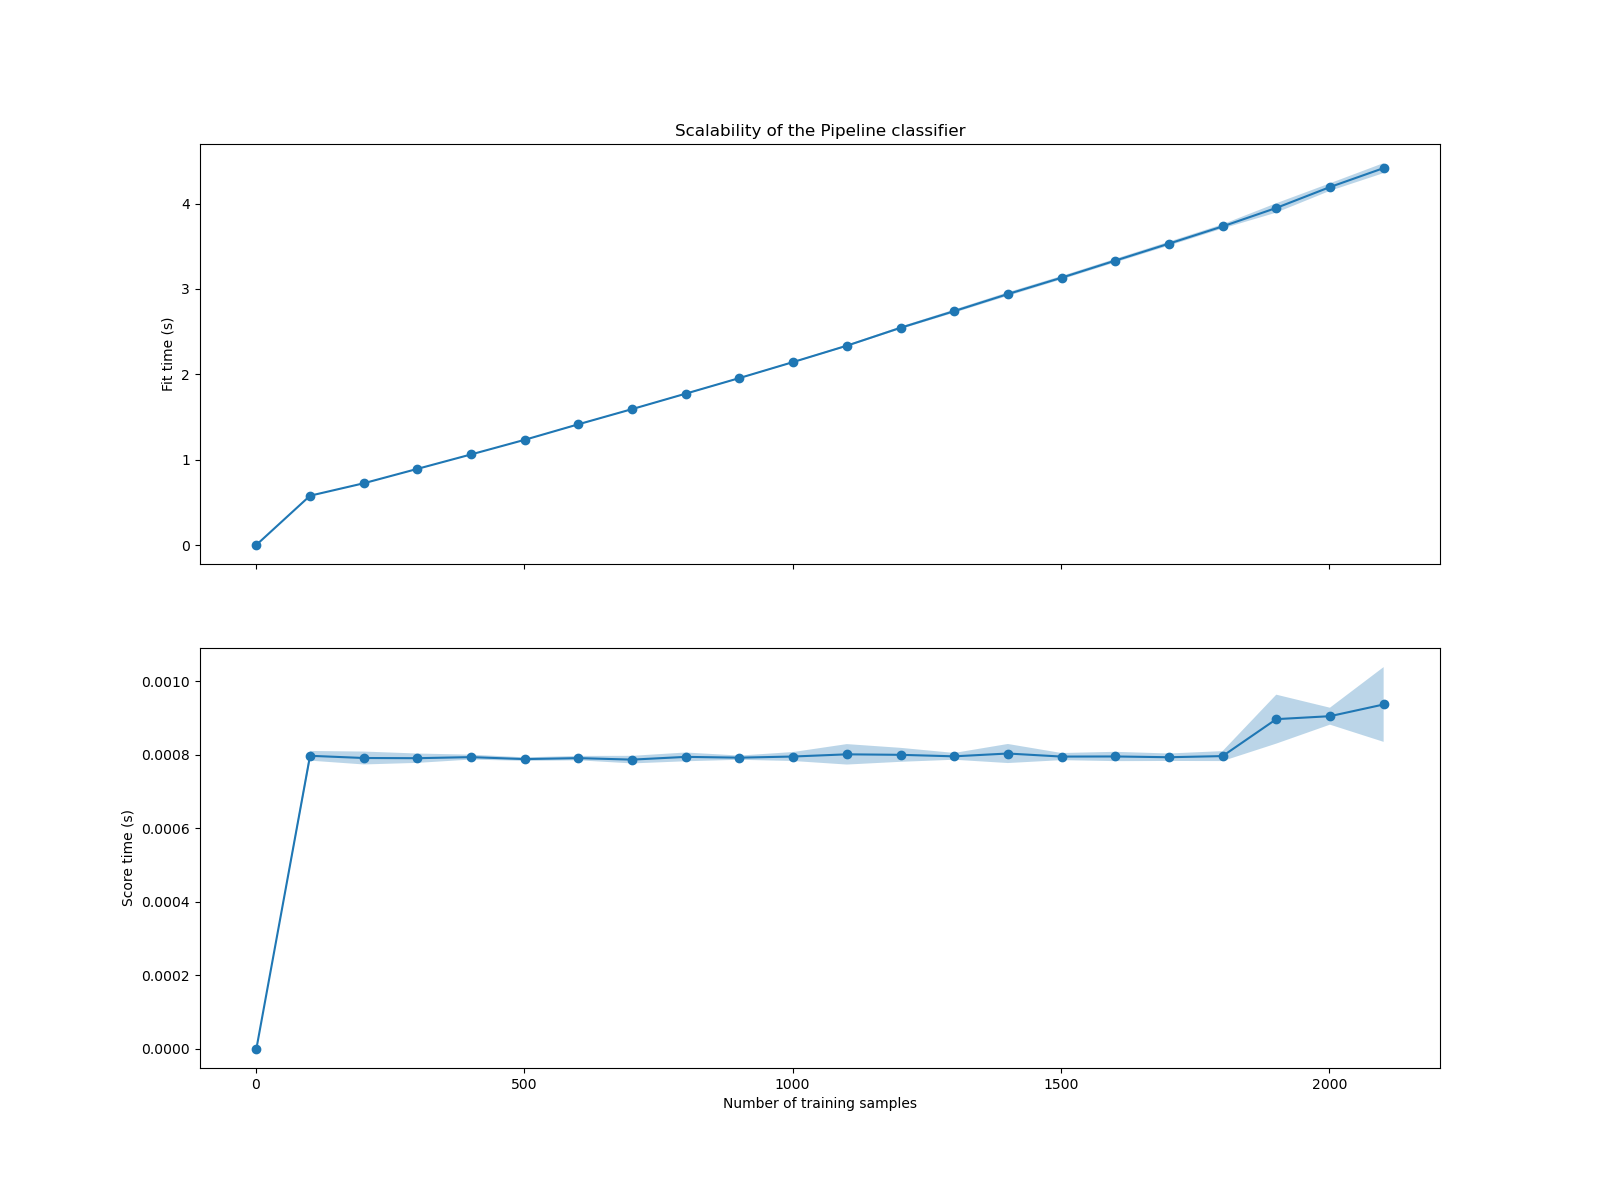 Scalability of the Pipeline classifier
4
3
2
1
0
Fit time (s)
0.0010
0.0008
0.0006
0.0004
0.0002
0.0000
Score time (s)
0 500 1000 1500 2000
Number of training samples